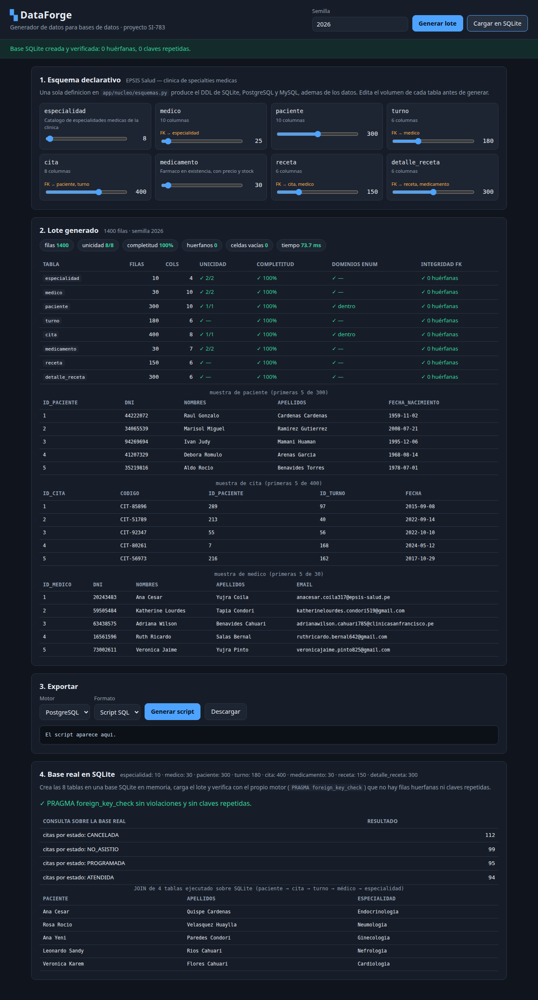 DataForge
Generador de datos para bases de datos · proyecto SI-783
Semilla
2026
Generar lote
Cargar en SQLite
Base SQLite creada y verificada: 0 huérfanas, 0 claves repetidas.
1. Esquema declarativo EPSIS Salud — clinica de specialties medicas
Una sola definicion en app/nucleo/esquemas.py produce el DDL de SQLite, PostgreSQL y MySQL, ademas de los datos. Edita el volumen de cada tabla antes de generar.
especialidad
Catalogo de especialidades medicas de la
clinica
8
medico
10 columnas
FK → especialidad
25
paciente
10 columnas
300
turno
6 columnas
FK → medico
180
cita
8 columnas
FK → paciente, turno
400
medicamento
Farmaco en existencia, con precio y stock
30
receta
6 columnas
FK → cita, medico
150
detalle_receta
6 columnas
FK → receta, medicamento
300
2. Lote generado 1400 filas · semilla 2026
filas 1400 unicidad 8/8 completitud 100% huerfanos 0 celdas vacías 0 tiempo 73.7 ms
TABLA FILAS COLS UNICIDAD COMPLETITUD DOMINIOS ENUM INTEGRIDAD FK
especialidad 10 4 ✓ 2/2 ✓ 100% ✓ — ✓ 0 huérfanas
medico 30 10 ✓ 2/2 ✓ 100% ✓ — ✓ 0 huérfanas
paciente 300 10 ✓ 1/1 ✓ 100% ✓ dentro ✓ 0 huérfanas
turno 180 6 ✓ — ✓ 100% ✓ — ✓ 0 huérfanas
cita 400 8 ✓ 1/1 ✓ 100% ✓ dentro ✓ 0 huérfanas
medicamento 30 7 ✓ 2/2 ✓ 100% ✓ — ✓ 0 huérfanas
receta 150 6 ✓ — ✓ 100% ✓ — ✓ 0 huérfanas
detalle_receta 300 6 ✓ — ✓ 100% ✓ — ✓ 0 huérfanas
muestra de paciente (primeras 5 de 300)
ID_PACIENTE DNI NOMBRES APELLIDOS FECHA_NACIMIENTO
1 44222072 Raul Gonzalo Cardenas Cardenas 1959-11-02
2 34065539 Marisol Miguel Ramirez Gutierrez 2008-07-21
3 94269694 Ivan Judy Mamani Huaman 1995-12-06
4 41207329 Debora Romulo Arenas Garcia 1968-08-14
5 35219816 Aldo Rocio Benavides Torres 1978-07-01
muestra de cita (primeras 5 de 400)
ID_CITA CODIGO ID_PACIENTE ID_TURNO FECHA
1 CIT-85896 289 97 2015-09-08
2 CIT-51789 213 40 2022-09-14
3 CIT-92347 55 56 2022-10-10
4 CIT-80261 7 168 2024-05-12
5 CIT-56973 216 162 2017-10-29
muestra de medico (primeras 5 de 30)
ID_MEDICO DNI NOMBRES APELLIDOS EMAIL
1 20243483 Ana Cesar Yujra Coila anacesar.coila317@epsis-salud.pe
2 59505484 Katherine Lourdes Tapia Condori katherinelourdes.condori519@gmail.com
3 63438575 Adriana Wilson Benavides Cahuari adrianawilson.cahuari785@clinicasanfrancisco.pe
4 16561596 Ruth Ricardo Salas Bernal ruthricardo.bernal642@gmail.com
5 73002611 Veronica Jaime Yujra Pinto veronicajaime.pinto825@gmail.com
3. Exportar
Motor
PostgreSQL
Formato
Script SQL
Generar script
Descargar
El script aparece aqui.
4. Base real en SQLite especialidad: 10 · medico: 30 · paciente: 300 · turno: 180 · cita: 400 · medicamento: 30 · receta: 150 · detalle_receta: 300
Crea las 8 tablas en una base SQLite en memoria, carga el lote y verifica con el propio motor ( PRAGMA foreign_key_check ) que no hay filas huerfanas ni claves repetidas.
✓ PRAGMA foreign_key_check sin violaciones y sin claves repetidas.
CONSULTA SOBRE LA BASE REAL RESULTADO
citas por estado: CANCELADA 112
citas por estado: NO_ASISTIO 99
citas por estado: PROGRAMADA 95
citas por estado: ATENDIDA 94
JOIN de 4 tablas ejecutado sobre SQLite (paciente → cita → turno → médico → especialidad)
PACIENTE APELLIDOS ESPECIALIDAD
Ana Cesar Quispe Cardenas Endocrinologia
Rosa Rocio Velasquez Huaylla Neumologia
Ana Yeni Paredes Condori Ginecologia
Leonardo Sandy Rios Cahuari Nefrologia
Veronica Karem Flores Cahuari Cardiologia